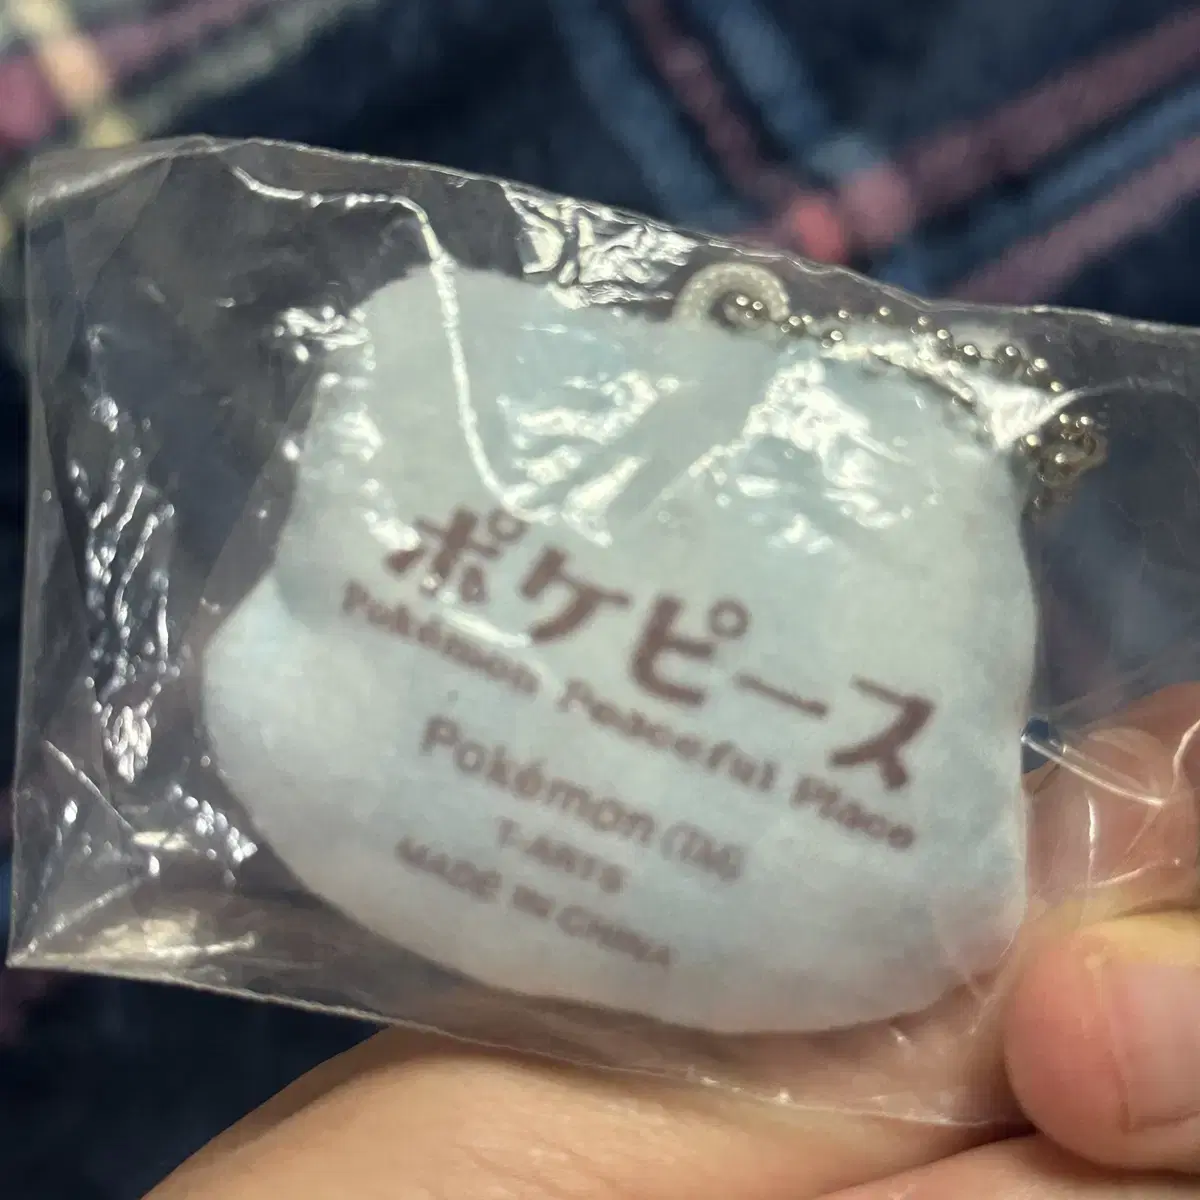 ポケピース
Pokémon Peaceful Place
Pokémon (TM)
T-ARTS
MADE IN CHINA